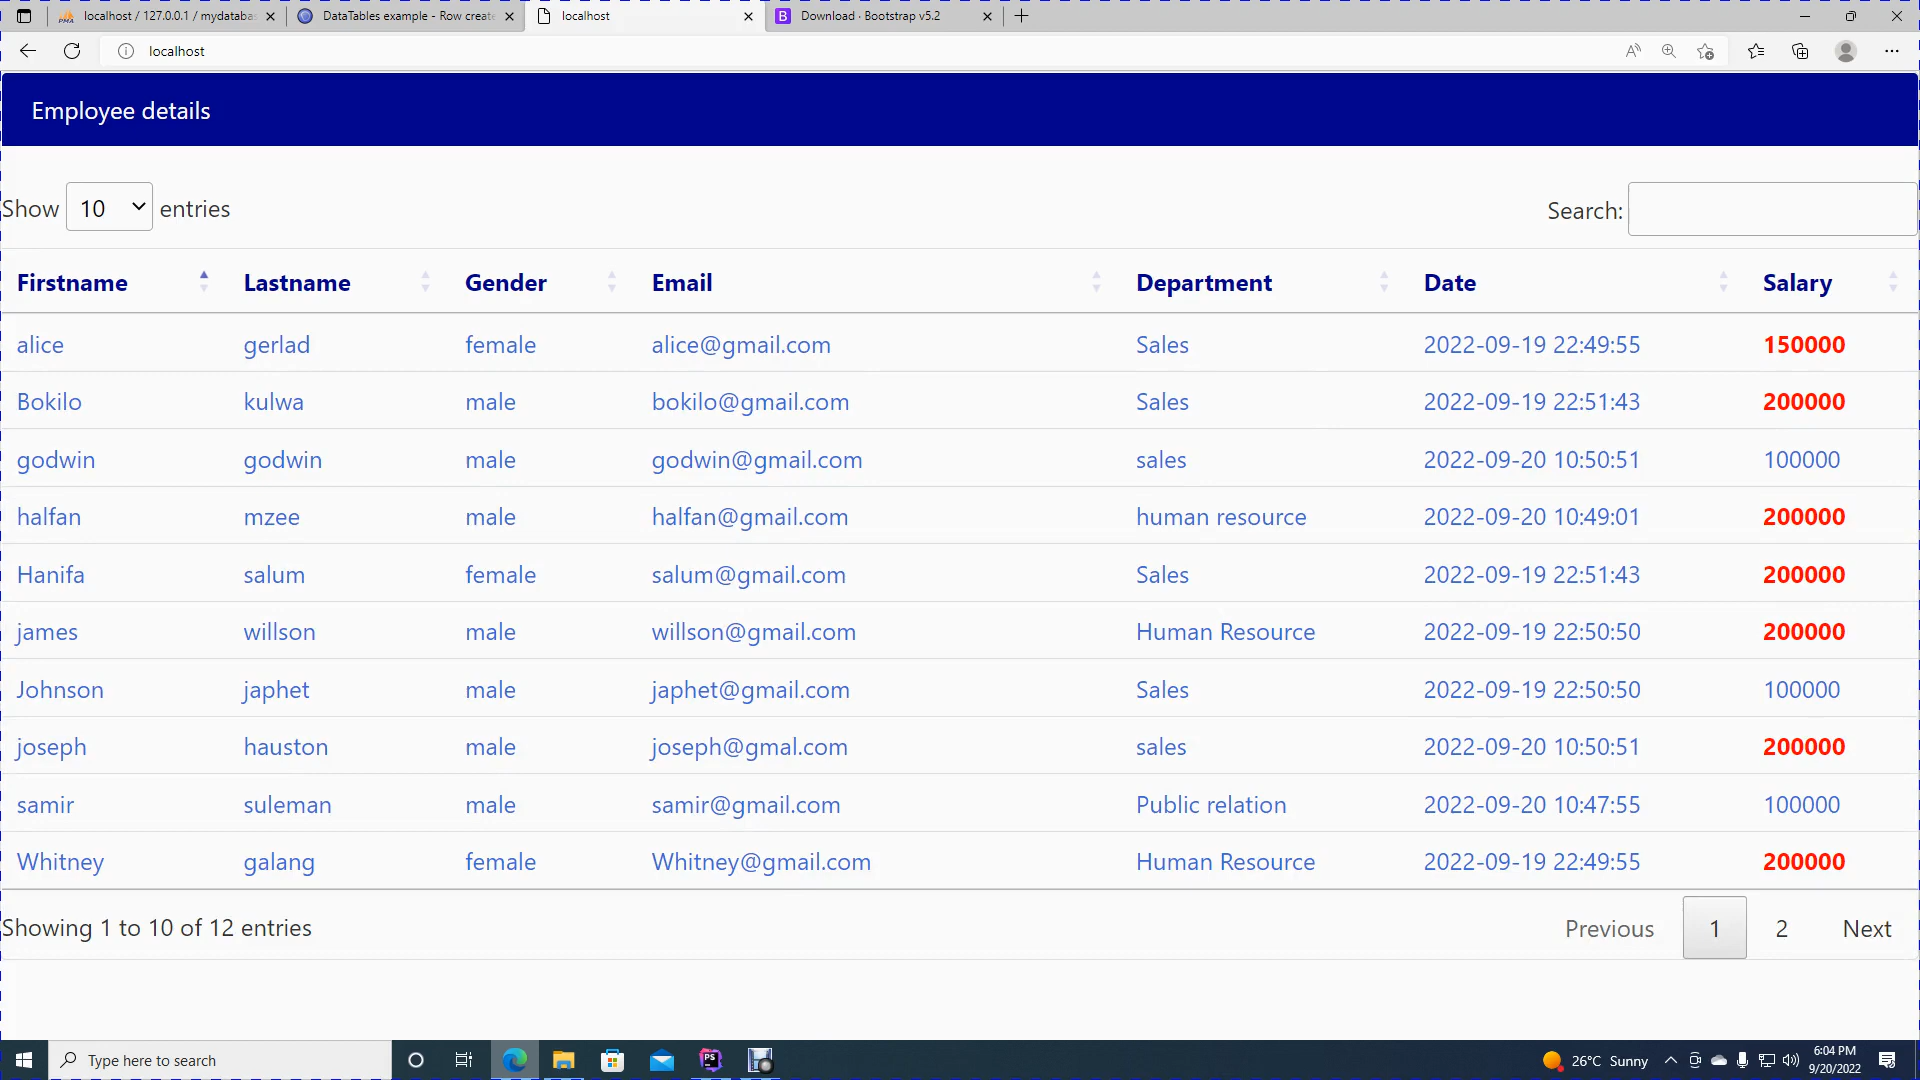 localhost / 127.0.0.1 / mydatabas
DataTables example - Row create
localhost
Download · Bootstrap v5.2
localhost
Employee details
Show 10 entries
Search:
Firstname Lastname Gender Email Department Date Salary
alice gerlad female alice@gmail.com Sales 2022-09-19 22:49:55 150000
Bokilo kulwa male bokilo@gmail.com Sales 2022-09-19 22:51:43 200000
godwin godwin male godwin@gmail.com sales 2022-09-20 10:50:51 100000
halfan mzee male halfan@gmail.com human resource 2022-09-20 10:49:01 200000
Hanifa salum female salum@gmail.com Sales 2022-09-19 22:51:43 200000
james willson male willson@gmail.com Human Resource 2022-09-19 22:50:50 200000
Johnson japhet male japhet@gmail.com Sales 2022-09-19 22:50:50 100000
joseph hauston male joseph@gmal.com sales 2022-09-20 10:50:51 200000
samir suleman male samir@gmail.com Public relation 2022-09-20 10:47:55 100000
Whitney galang female Whitney@gmail.com Human Resource 2022-09-19 22:49:55 200000
Showing 1 to 10 of 12 entries
Previous 1 2 Next
Type here to search
26°C Sunny
6:04 PM
9/20/2022